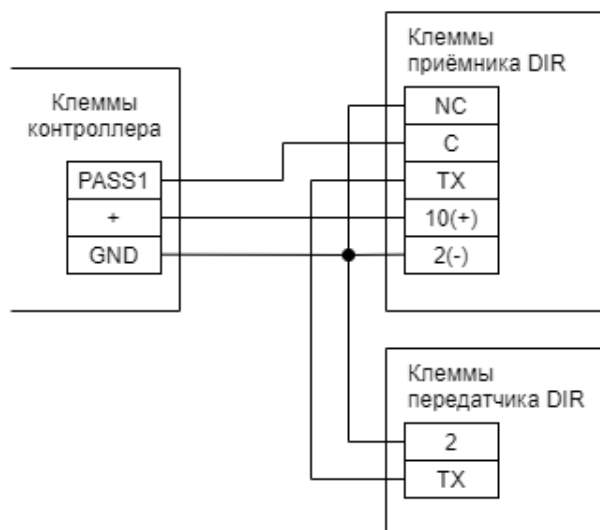 Клеммы
контроллера
PASS1
+
GND
Клеммы
приёмника DIR
NC
C
TX
10(+)
2(-)
Клеммы
передатчика DIR
2
TX